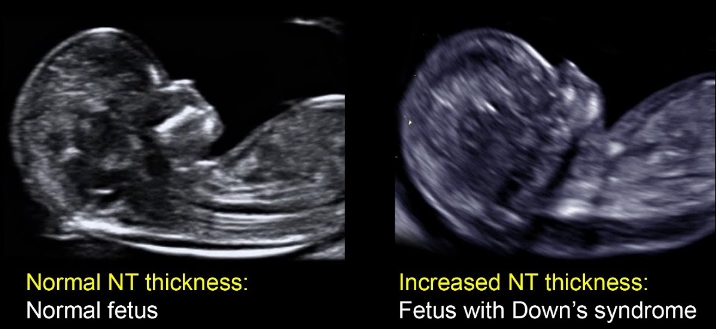 Normal NT thickness:
Normal fetus
Increased NT thickness:
Fetus with Down’s syndrome